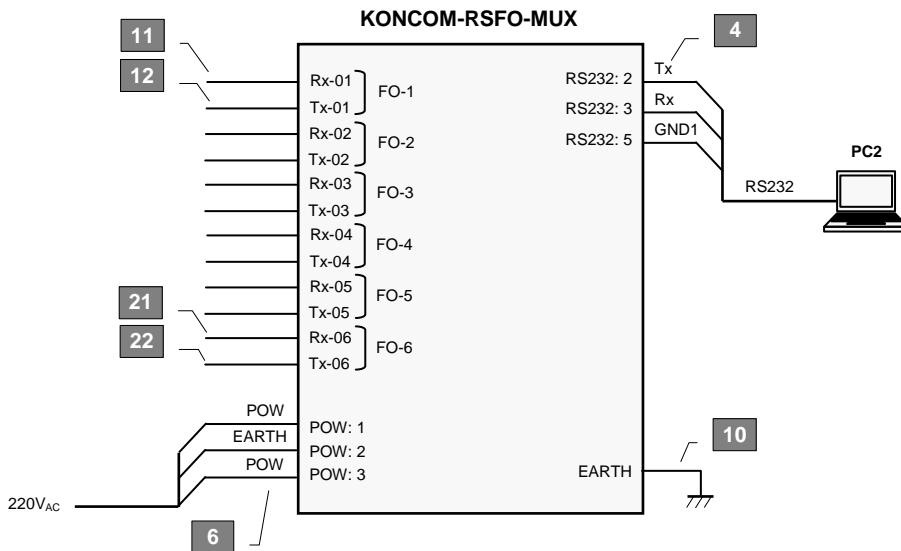 KONCOM-RSFO-MUX
11
12
Rx-01
Tx-01
FO-1
Rx-02
Tx-02
FO-2
Rx-03
Tx-03
FO-3
Rx-04
Tx-04
FO-4
Rx-05
Tx-05
FO-5
21
22
Rx-06
Tx-06
FO-6
POW
POW: 1
EARTH
POW: 2
POW
POW: 3
220VAC
6
4
RS232: 2
Tx
RS232: 3
Rx
RS232: 5
GND1
RS232
PC2
10
EARTH